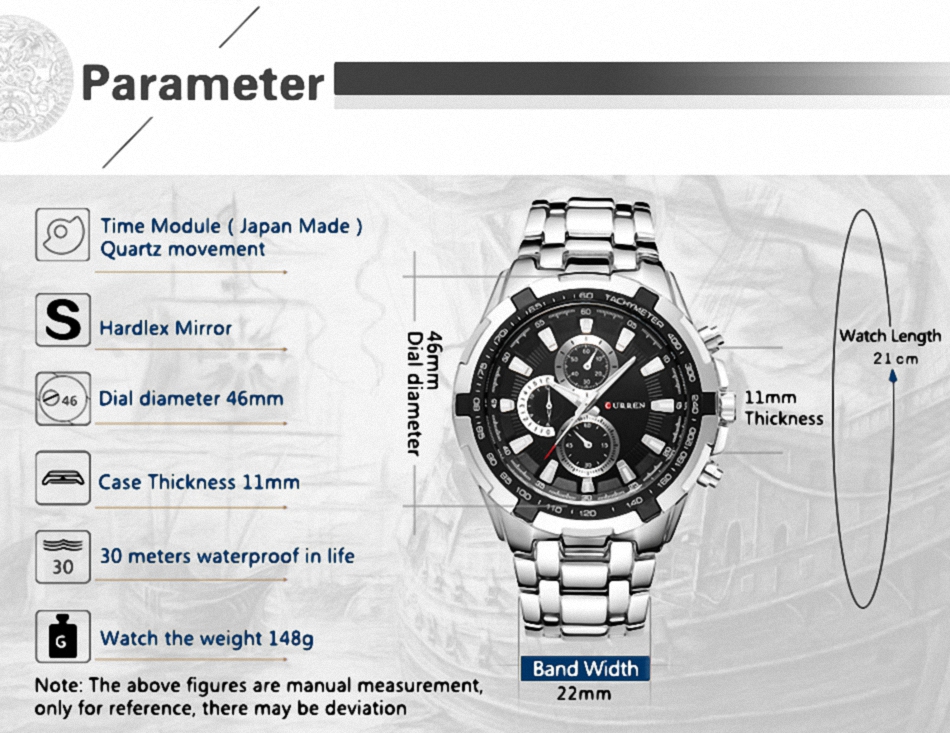 Parameter
Time Module ( Japan Made )
Quartz movement
S
Hardlex Mirror
46
Dial diameter 46mm
Case Thickness 11mm
30
30 meters waterproof in life
G
Watch the weight 148g
Note: The above figures are manual measurement,
only for reference, there may be deviation
46mm
Dial diameter
TACHYMETER
CURREN
11mm
Thickness
Watch Length
21cm
Band Width
22mm